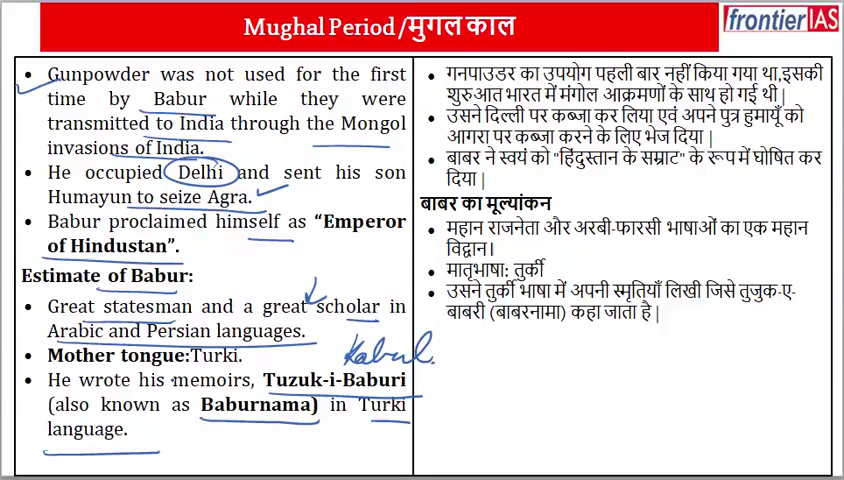 Mughal Period /मुगल काल
frontier IAS
• Gunpowder was not used for the first
time by Babur while they were
transmitted to India through the Mongol
invasions of India.
• He occupied Delhi and sent his son
Humayun to seize Agra.
• Babur proclaimed himself as “Emperor
of Hindustan”.
Estimate of Babur:
• Great statesman and a great scholar in
Arabic and Persian languages.
Kabul.
• Mother tongue:Turki.
• He wrote his memoirs, Tuzuk-i-Baburi
(also known as Baburnama) in Turki
language.
• गनपाउडर का उपयोग पहली बार नहीं किया गया था,इसकी
शुरुआत भारत में मंगोल आक्रमणों के साथ हो गई थी |
• उसने दिल्ली पर कब्जा कर लिया एवं अपने पुत्र हुमायूँ को
आगरा पर कब्जा करने के लिए भेज दिया |
• बाबर ने स्वयं को "हिंदुस्तान के सम्राट" के रूप में घोषित कर
दिया |
बाबर का मूल्यांकन
• महान राजनेता और अरबी-फारसी भाषाओं का एक महान
विद्वान।
• मातृभाषा: तुर्की
• उसने तुर्की भाषा में अपनी स्मृतियाँ लिखी जिसे तुजुक-ए-
बाबरी (बाबरनामा) कहा जाता है |